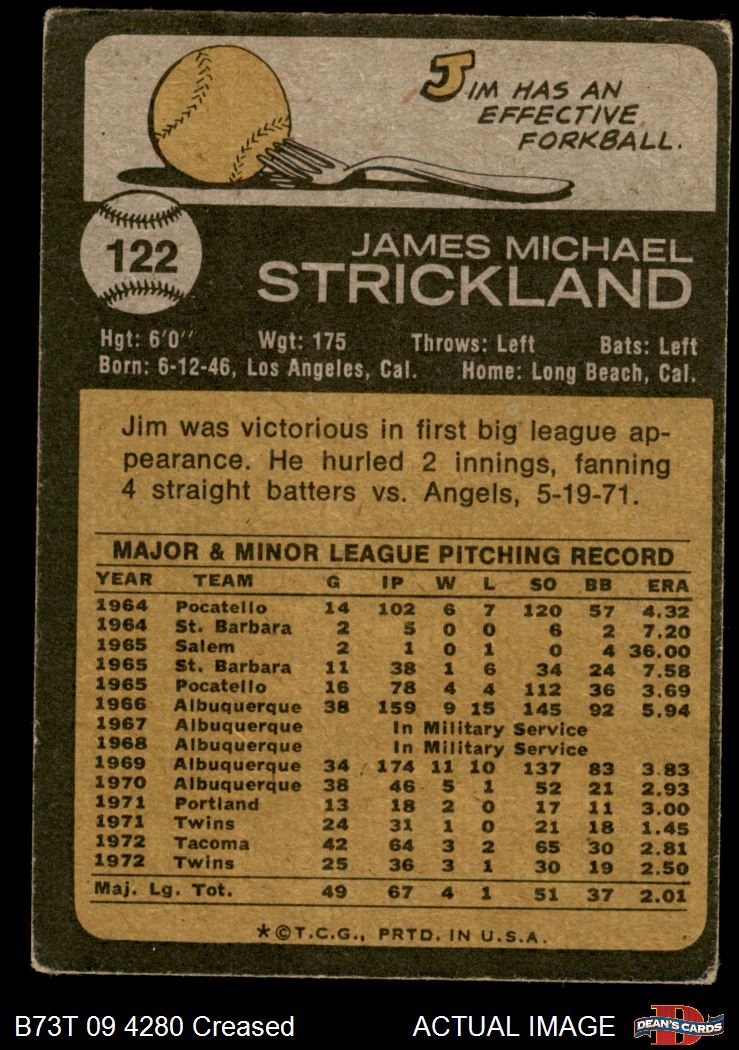 JIM HAS AN
EFFECTIVE
FORKBALL.
122
JAMES MICHAEL
STRICKLAND
Hgt: 6'0" Wgt: 175 Throws: Left Bats: Left
Born: 6-12-46, Los Angeles, Cal. Home: Long Beach, Cal.
Jim was victorious in first big league ap-
pearance. He hurled 2 innings, fanning
4 straight batters vs. Angels, 5-19-71.
MAJOR & MINOR LEAGUE PITCHING RECORD
YEAR TEAM G IP W L SO BB ERA
1964 Pocatello 14 102 6 7 120 57 4.32
1964 St. Barbara 2 5 0 0 6 2 7.20
1965 Salem 2 1 0 1 0 4 36.00
1965 St. Barbara 11 38 1 6 34 24 7.58
1965 Pocatello 16 78 4 4 112 36 3.69
1966 Albuquerque 38 159 9 15 145 92 5.94
1967 Albuquerque In Military Service
1968 Albuquerque In Military Service
1969 Albuquerque 34 174 11 10 137 83 3.83
1970 Albuquerque 38 46 5 1 52 21 2.93
1971 Portland 13 18 2 0 17 11 3.00
1971 Twins 24 31 1 0 21 18 1.45
1972 Tacoma 42 64 3 2 65 30 2.81
1972 Twins 25 36 3 1 30 19 2.50
Maj. Lg. Tot. 49 67 4 1 51 37 2.01
*©T.C.G., PRTD. IN U.S.A.
B73T 09 4280 Creased ACTUAL IMAGE
D
DEAN'S CARDS